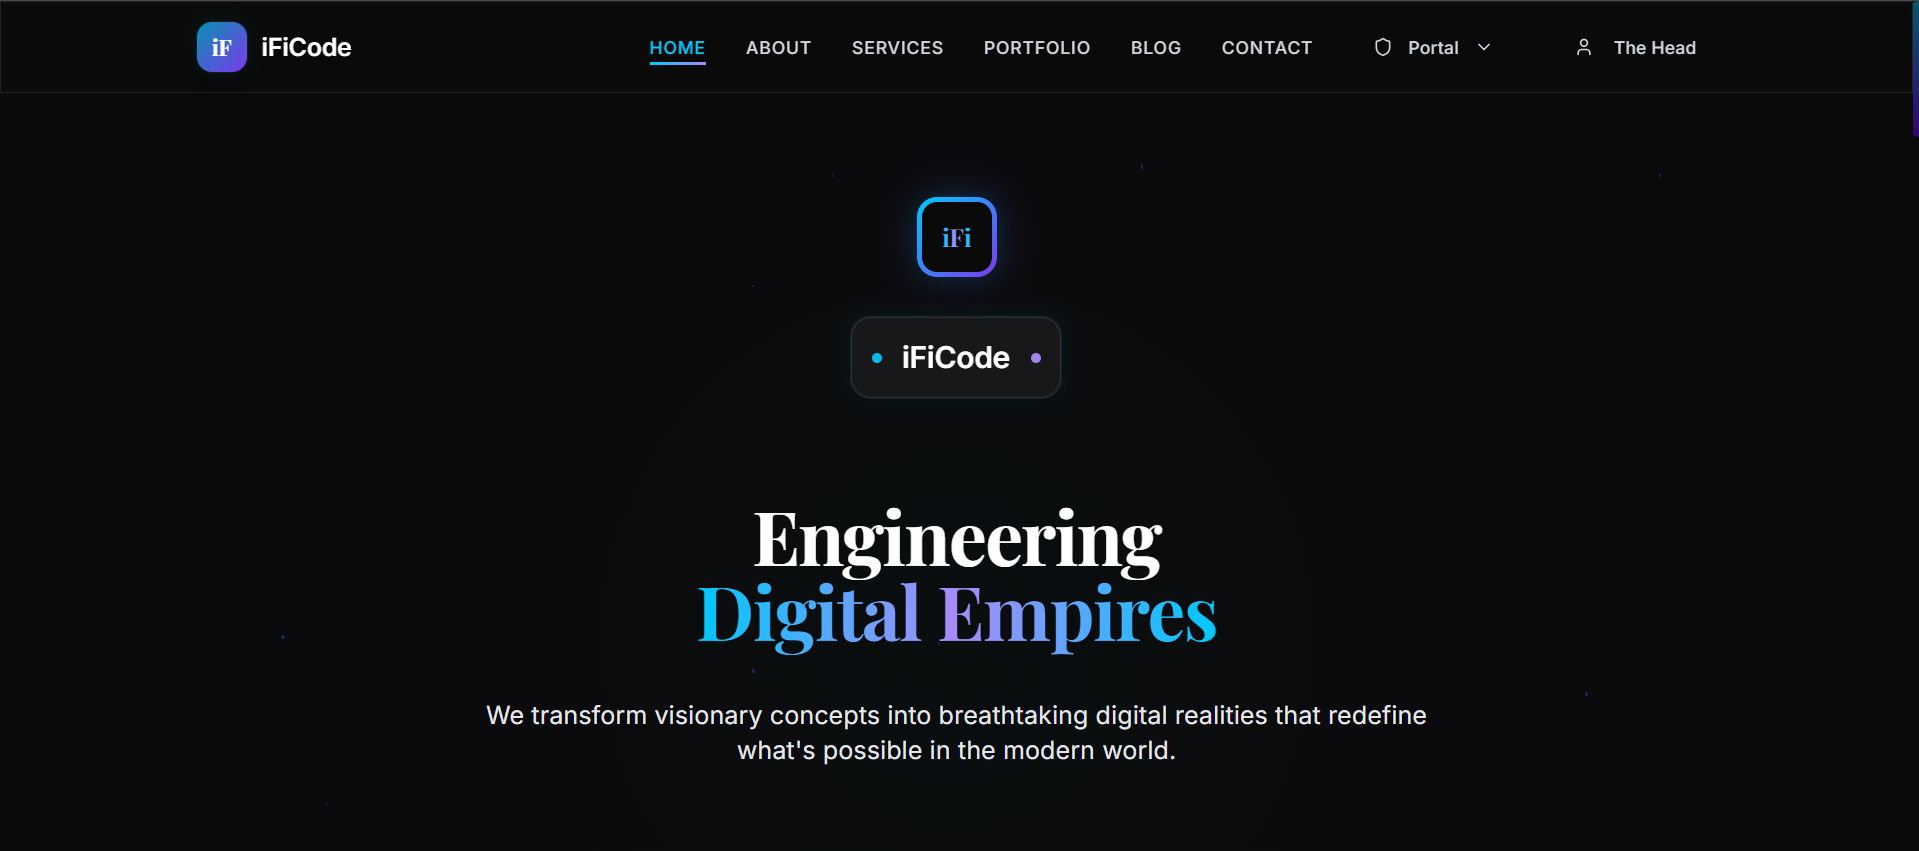 iF iFiCode HOME ABOUT SERVICES PORTFOLIO BLOG CONTACT Portal The Head
iFi
iFiCode
Engineering
Digital Empires
We transform visionary concepts into breathtaking digital realities that redefine
what's possible in the modern world.